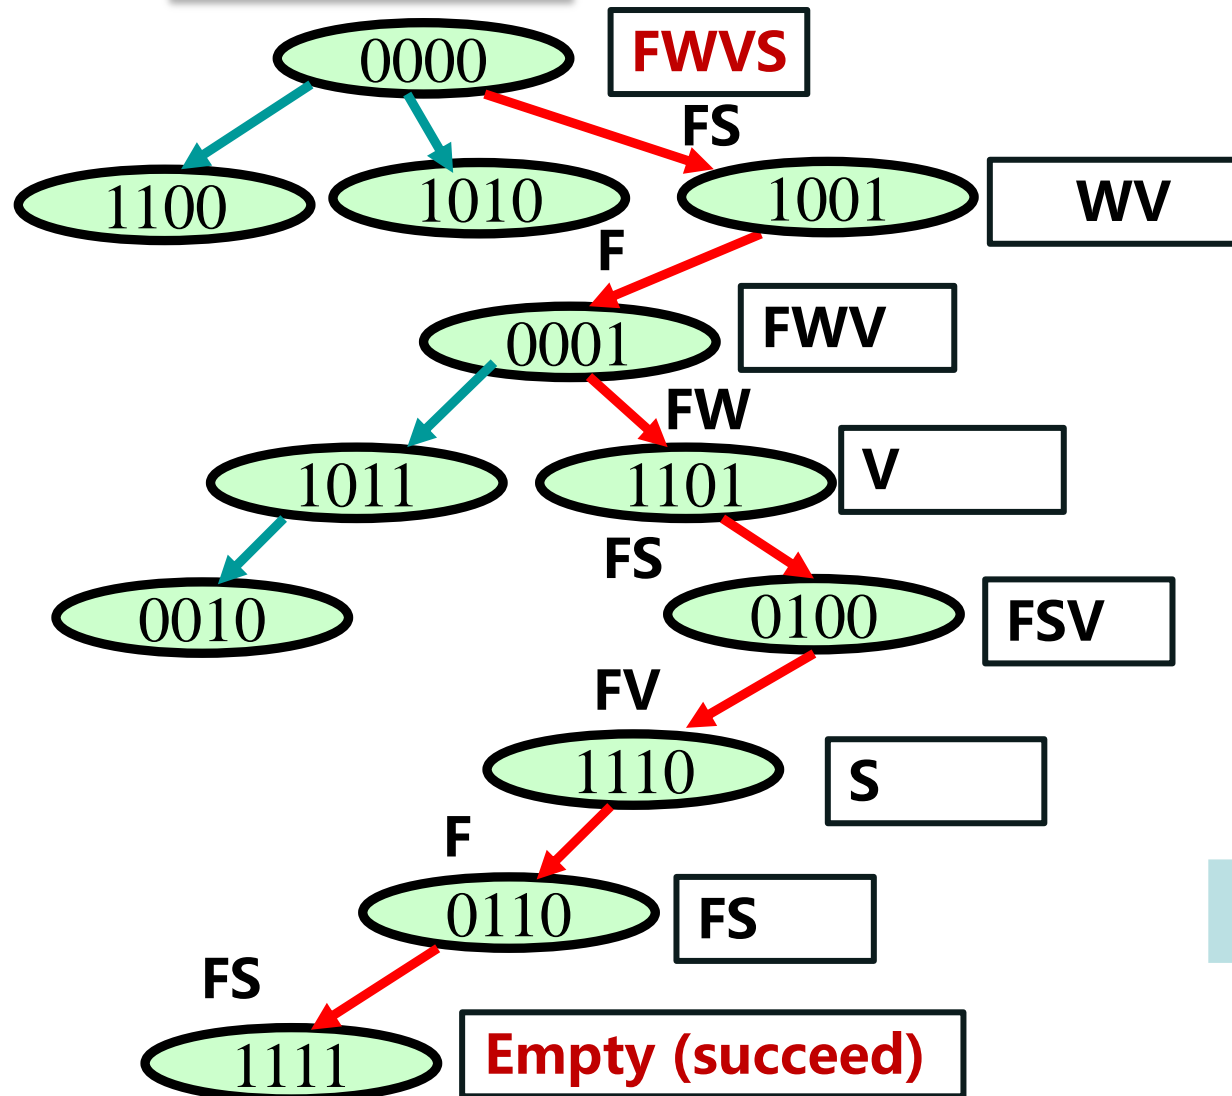 0000
FWVS
FS
1100
1010
1001
WV
F
0001
FWV
FW
1011
1101
V
FS
0010
0100
FSV
FV
1110
S
F
0110
FS
FS
1111
Empty (succeed)